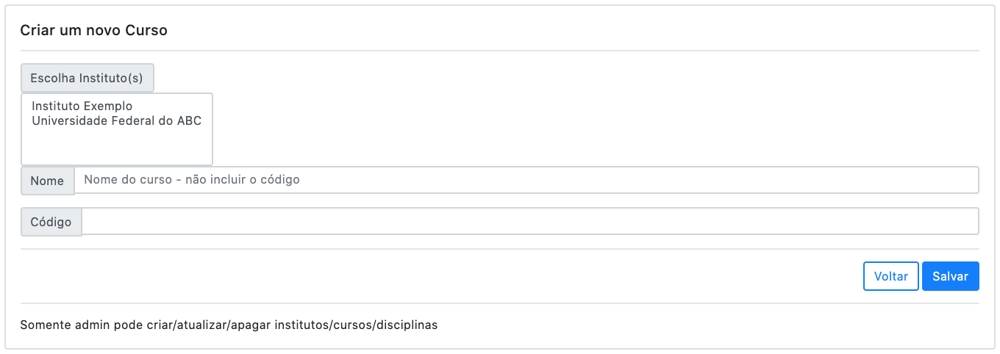 Criar um novo Curso
Escolha Instituto(s)
Instituto Exemplo
Universidade Federal do ABC
Nome Nome do curso - não incluir o código
Código
Voltar Salvar
Somente admin pode criar/atualizar/apagar institutos/cursos/disciplinas